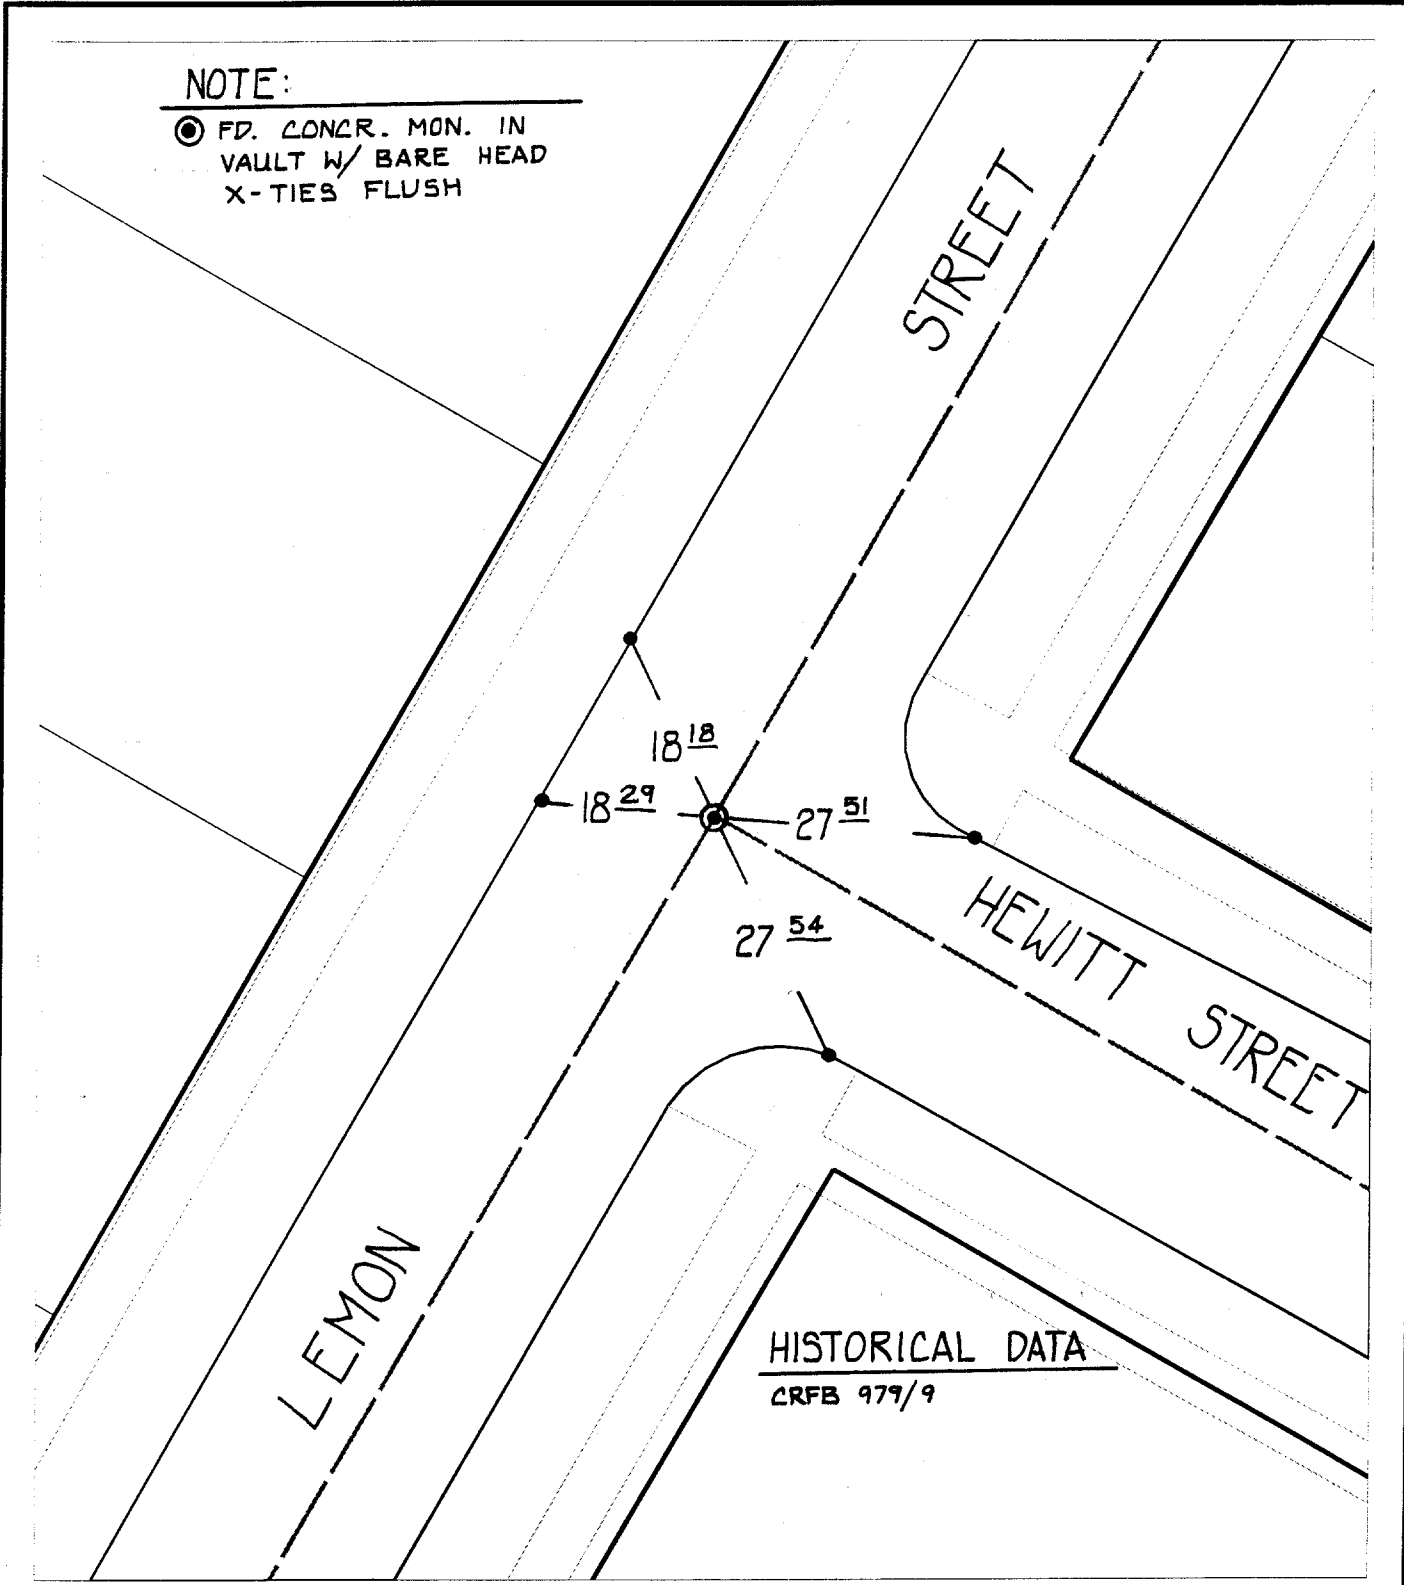 NOTE:
FD. CONCR. MON. IN
VAULT W/ BARE HEAD
X-TIES FLUSH
STREET
18 18
18 29
27 51
27 54
HEWITT STREET
LEMON
HISTORICAL DATA
CRFB 979/9